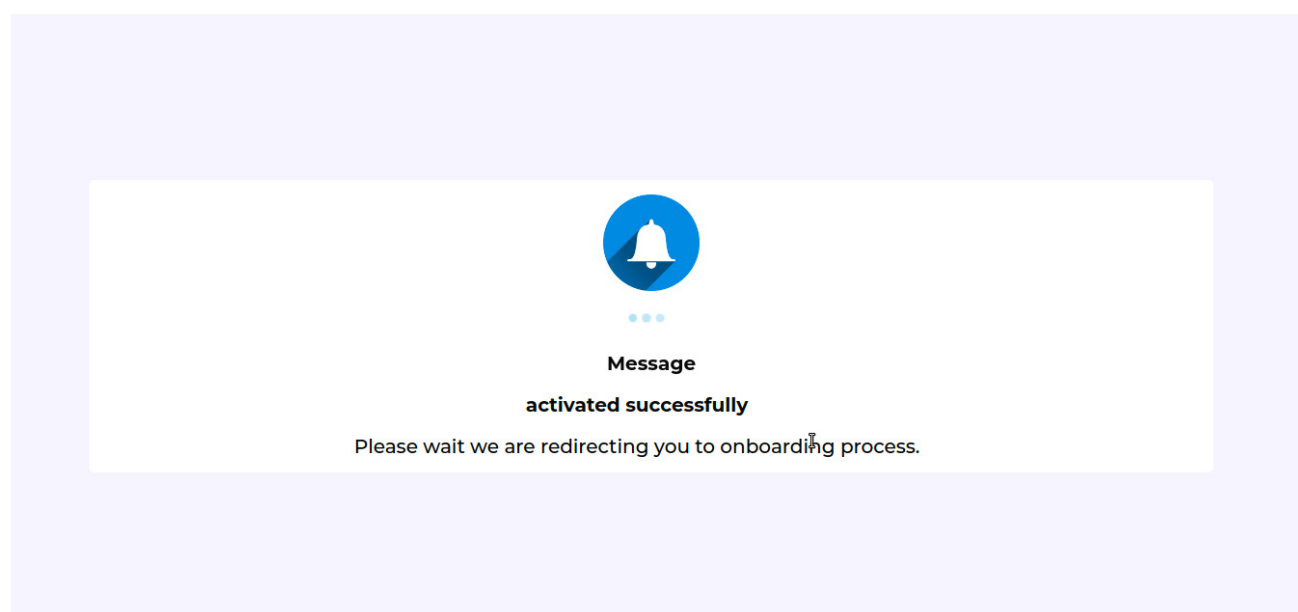 Message
activated successfully
Please wait we are redirecting you to onboarding process.